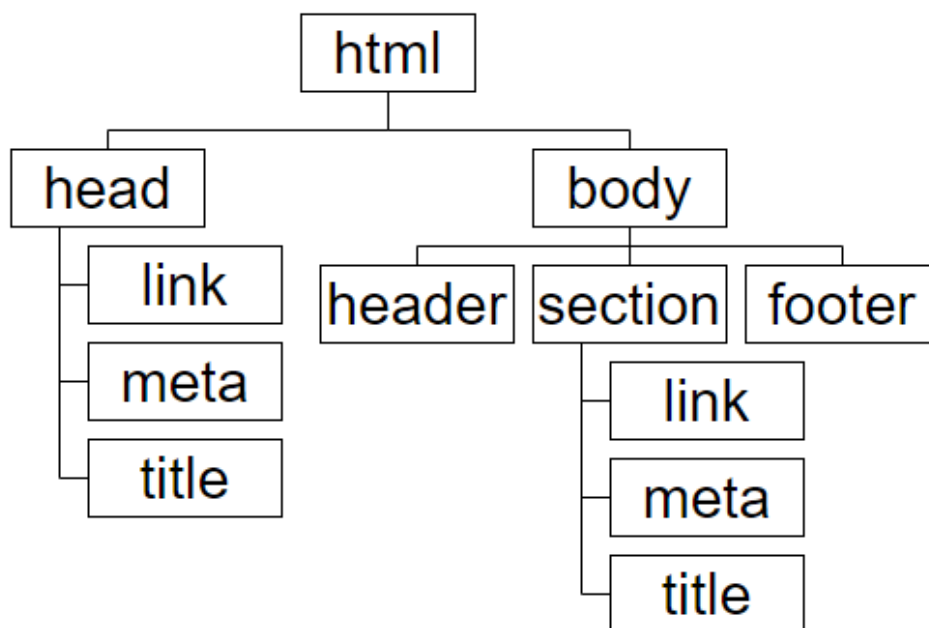 html
head
body
link
meta
title
header
section
footer
link
meta
title